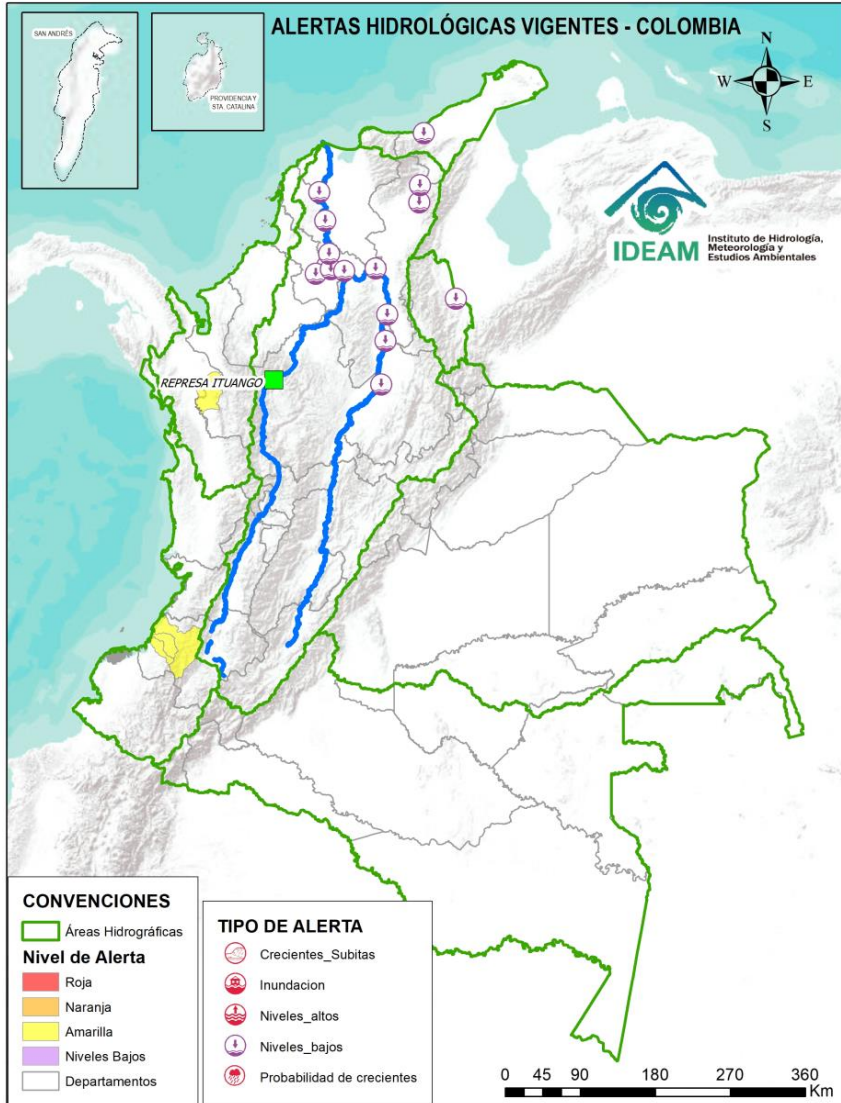 ALERTAS HIDROLÓGICAS VIGENTES - COLOMBIA
SAN ANDRÉS
PROVIDENCIA Y
STA. CATALINA
N
W E
S
IDEAM
Instituto de Hidrología,
Meteorología y
Estudios Ambientales
REPRESA ITUANGO
CONVENCIONES
Áreas Hidrográficas
Nivel de Alerta
Roja
Naranja
Amarilla
Niveles Bajos
Departamentos
TIPO DE ALERTA
Crecientes_Subitas
Inundacion
Niveles_altos
Niveles_bajos
Probabilidad de crecientes
0 45 90 180 270 360
Km